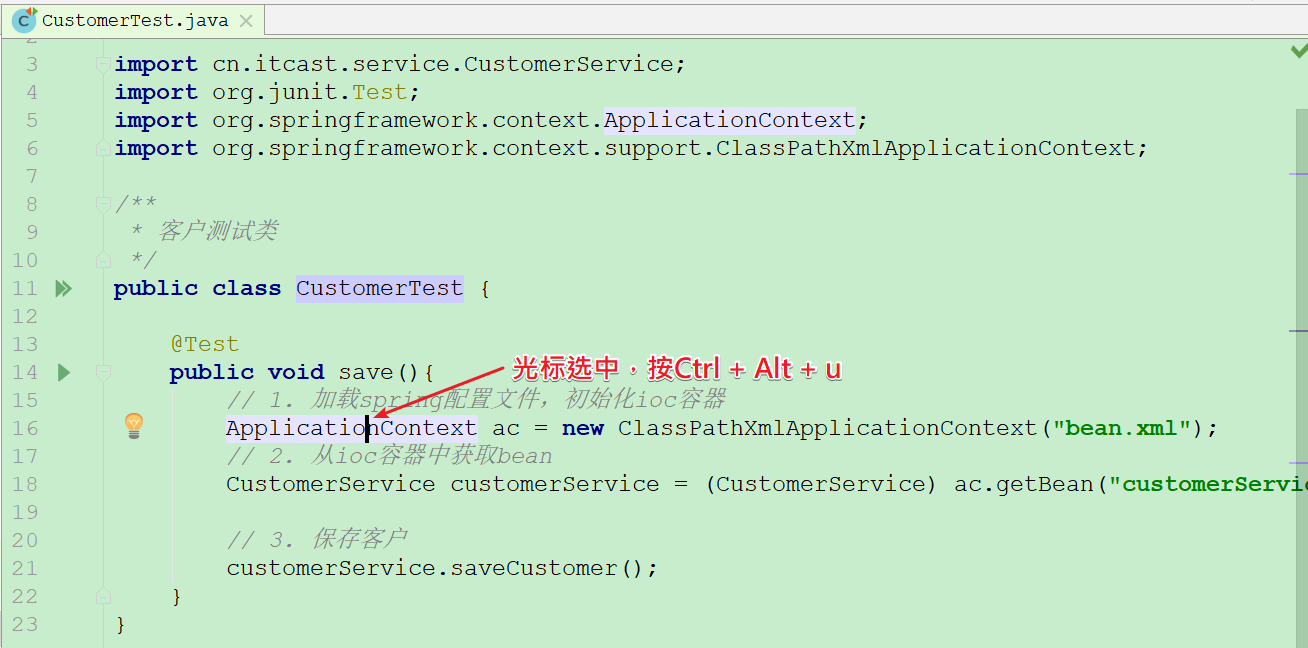 CustomerTest.java
3 import cn.itcast.service.CustomerService;
4 import org.junit.Test;
5 import org.springframework.context.ApplicationContext;
6 import org.springframework.context.support.ClassPathXmlApplicationContext;
7
8 /**
9 * 客户测试类
10 */
11 public class CustomerTest {
12
13 @Test
光标选中，按Ctrl + Alt + u
14 public void save(){
15 // 1. 加载spring配置文件，初始化ioc容器
16 ApplicationContext ac = new ClassPathXmlApplicationContext("bean.xml");
17 // 2. 从ioc容器中获取bean
18 CustomerService customerService = (CustomerService) ac.getBean("customerServi
19
20 // 3. 保存客户
21 customerService.saveCustomer();
22 }
23 }